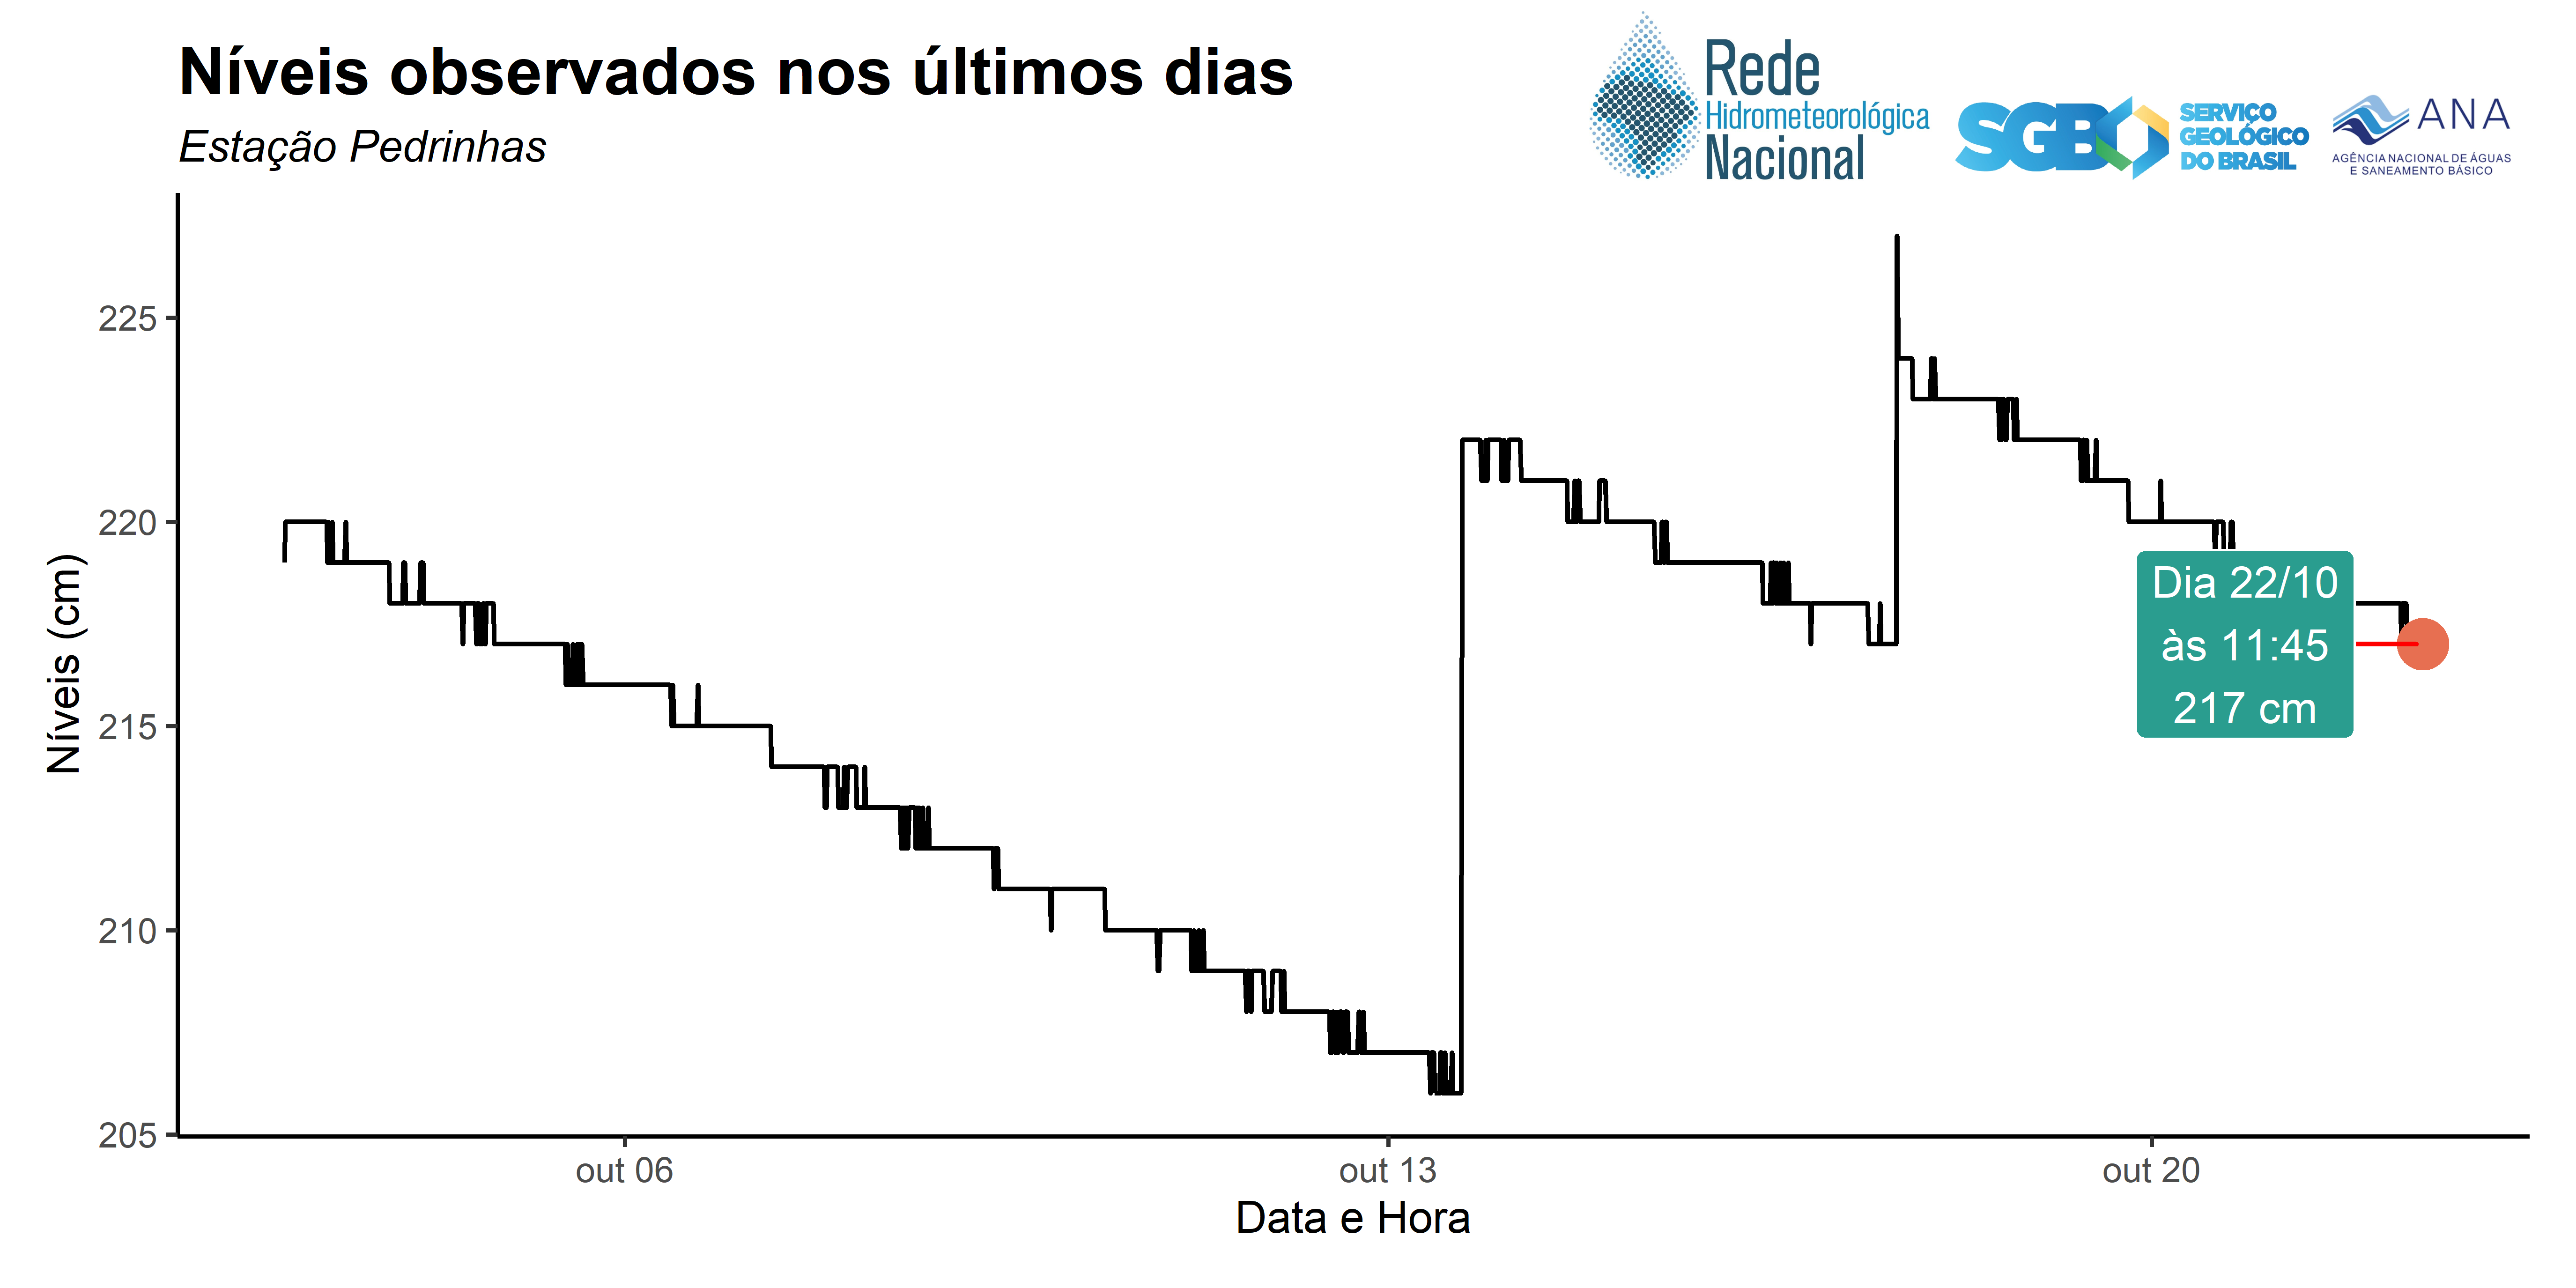 Níveis observados nos últimos dias
Estação Pedrinhas
Rede
Hidrometeorológica
Nacional
SGB
SERVIÇO
GEOLÓGICO
DO BRASIL
ANA
AGÊNCIA NACIONAL DE ÁGUAS
E SANEAMENTO BÁSICO
Níveis (cm)
225
220
215
210
205
Dia 22/10
às 11:45
217 cm
out 06
out 13
out 20
Data e Hora